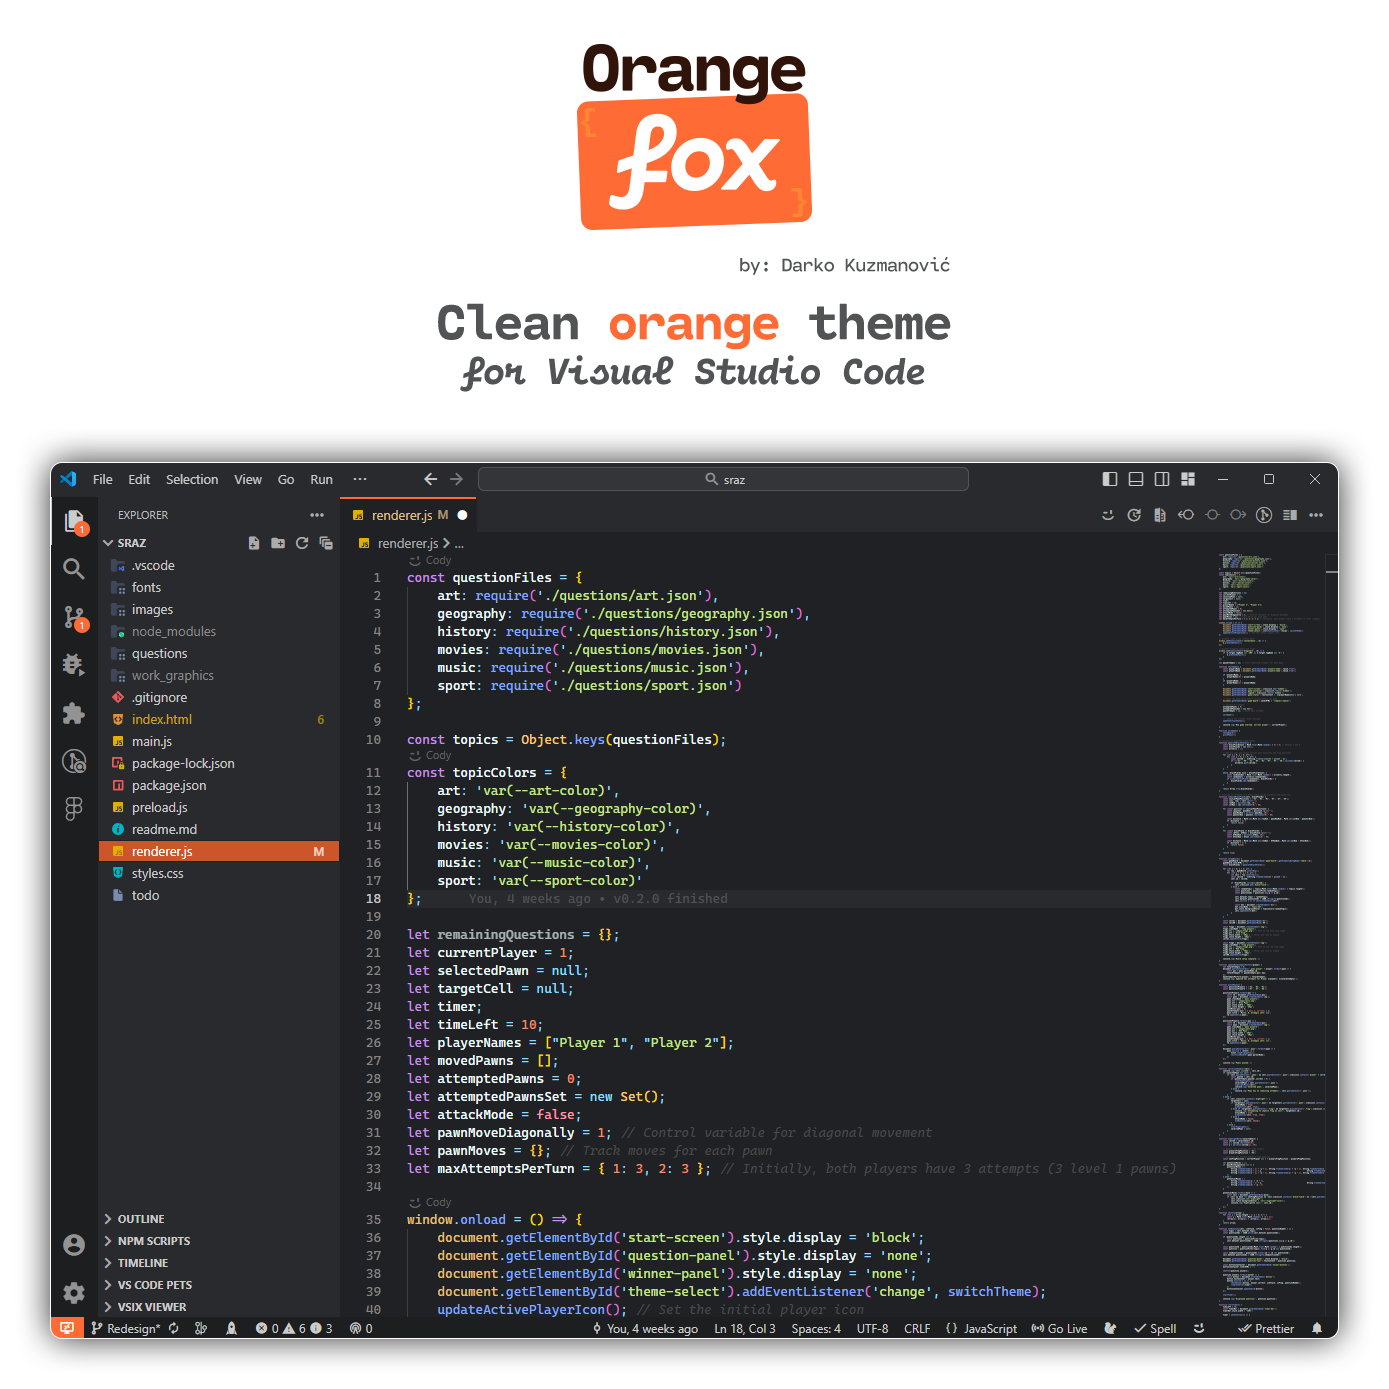 Orange
{
fox
}
by: Darko Kuzmanović
Clean orange theme
for Visual Studio Code
File Edit Selection View Go Run ··· sraz
EXPLORER ···
SRAZ
.vscode
fonts
images
node_modules
questions
work_graphics
.gitignore
index.html 6
main.js
package-lock.json
package.json
preload.js
readme.md
renderer.js M
styles.css
todo
OUTLINE
NPM SCRIPTS
TIMELINE
VS CODE PETS
VSIX VIEWER
1
1
renderer.js M
renderer.js > ...
Cody
1 const questionFiles = {
2 art: require('./questions/art.json'),
3 geography: require('./questions/geography.json'),
4 history: require('./questions/history.json'),
5 movies: require('./questions/movies.json'),
6 music: require('./questions/music.json'),
7 sport: require('./questions/sport.json')
8 };
9
10 const topics = Object.keys(questionFiles);
Cody
11 const topicColors = {
12 art: 'var(--art-color)',
13 geography: 'var(--geography-color)',
14 history: 'var(--history-color)',
15 movies: 'var(--movies-color)',
16 music: 'var(--music-color)',
17 sport: 'var(--sport-color)'
18 }; You, 4 weeks ago • v0.2.0 finished
19
20 let remainingQuestions = {};
21 let currentPlayer = 1;
22 let selectedPawn = null;
23 let targetCell = null;
24 let timer;
25 let timeLeft = 10;
26 let playerNames = ["Player 1", "Player 2"];
27 let movedPawns = [];
28 let attemptedPawns = 0;
29 let attemptedPawnsSet = new Set();
30 let attackMode = false;
31 let pawnMoveDiagonally = 1; // Control variable for diagonal movement
32 let pawnMoves = {}; // Track moves for each pawn
33 let maxAttemptsPerTurn = { 1: 3, 2: 3 }; // Initially, both players have 3 attempts (3 level 1 pawns)
34
Cody
35 window.onload = () => {
36 document.getElementById('start-screen').style.display = 'block';
37 document.getElementById('question-panel').style.display = 'none';
38 document.getElementById('winner-panel').style.display = 'none';
39 document.getElementById('theme-select').addEventListener('change', switchTheme);
40 updateActivePlayerIcon(); // Set the initial player icon
Redesign* 0 6 3 0 You, 4 weeks ago Ln 18, Col 3 Spaces: 4 UTF-8 CRLF {} JavaScript Go Live Spell Prettier